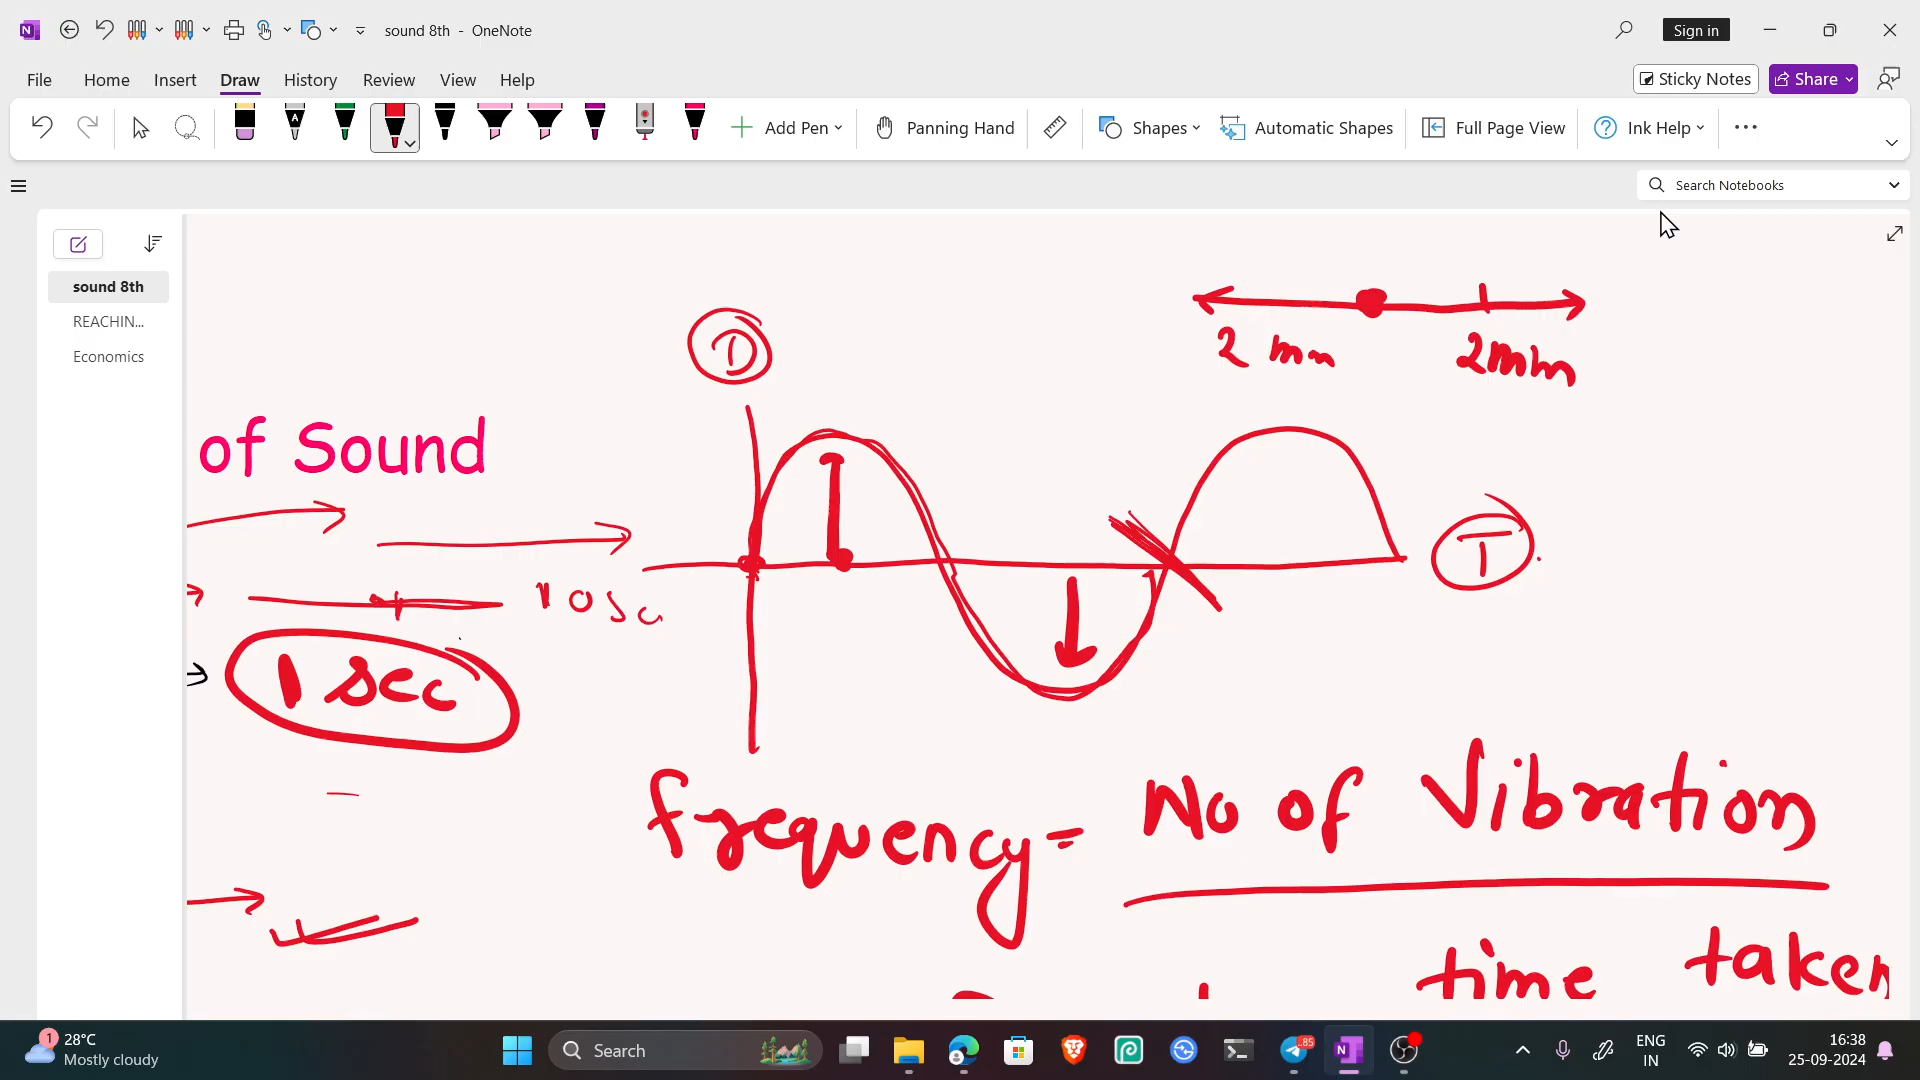 sound 8th - OneNote
Sign in
File Home Insert Draw History Review View Help
Sticky Notes
Share
Add Pen
Panning Hand
Shapes
Automatic Shapes
Full Page View
Ink Help
Search Notebooks
sound 8th
REACHIN...
Economics
D
2 mm
2mm
of Sound
T
1 sec
frequency = No of Vibration
time taken
1
28°C
Mostly cloudy
Search
85
ENG
IN
16:38
25-09-2024